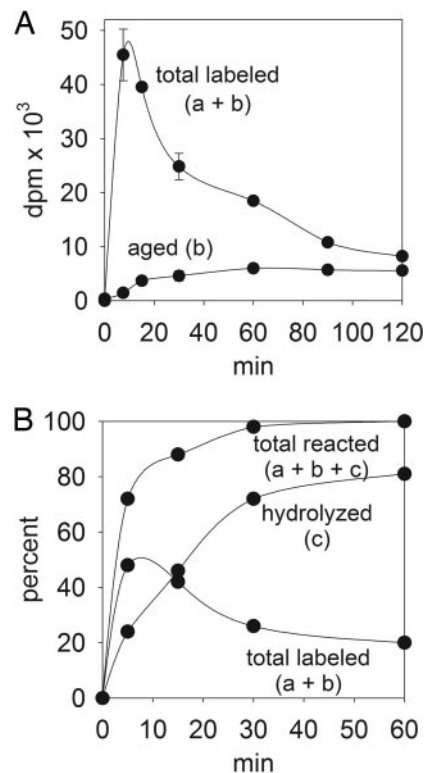 A
50
40
30
20
10
0
dpm x 10³
total labeled
(a + b)
aged (b)
0 20 40 60 80 100 120
min
B
100
80
60
40
20
0
percent
total reacted
(a + b + c)
hydrolyzed
(c)
total labeled
(a + b)
0 10 20 30 40 50 60
min